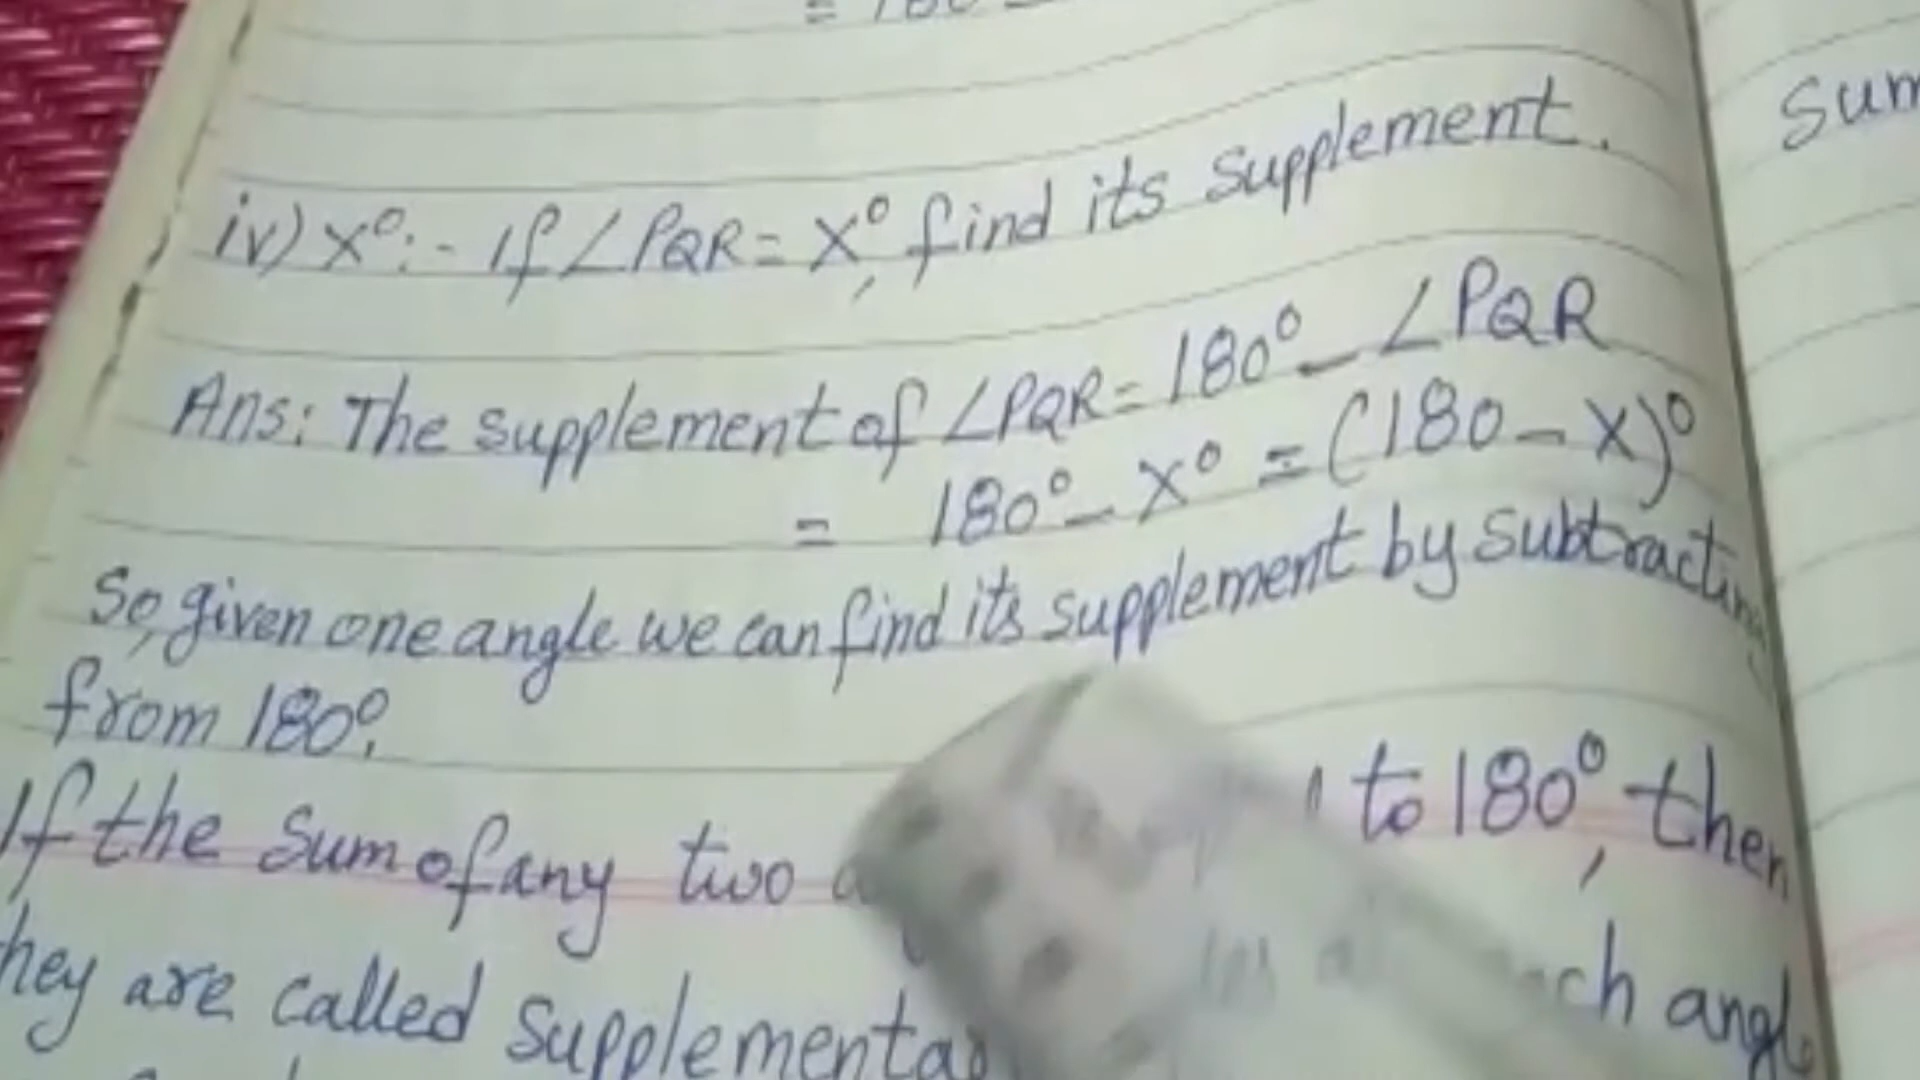 = 180
iv) x°:- If ∠PQR = x°, find its supplement.
Ans: The supplement of ∠PQR = 180° - ∠PQR
= 180° - x° = (180 - x)°
So, given one angle we can find its supplement by subtracting
from 180°.
If the sum of any two to 180°, then
hey are called angle
Sum